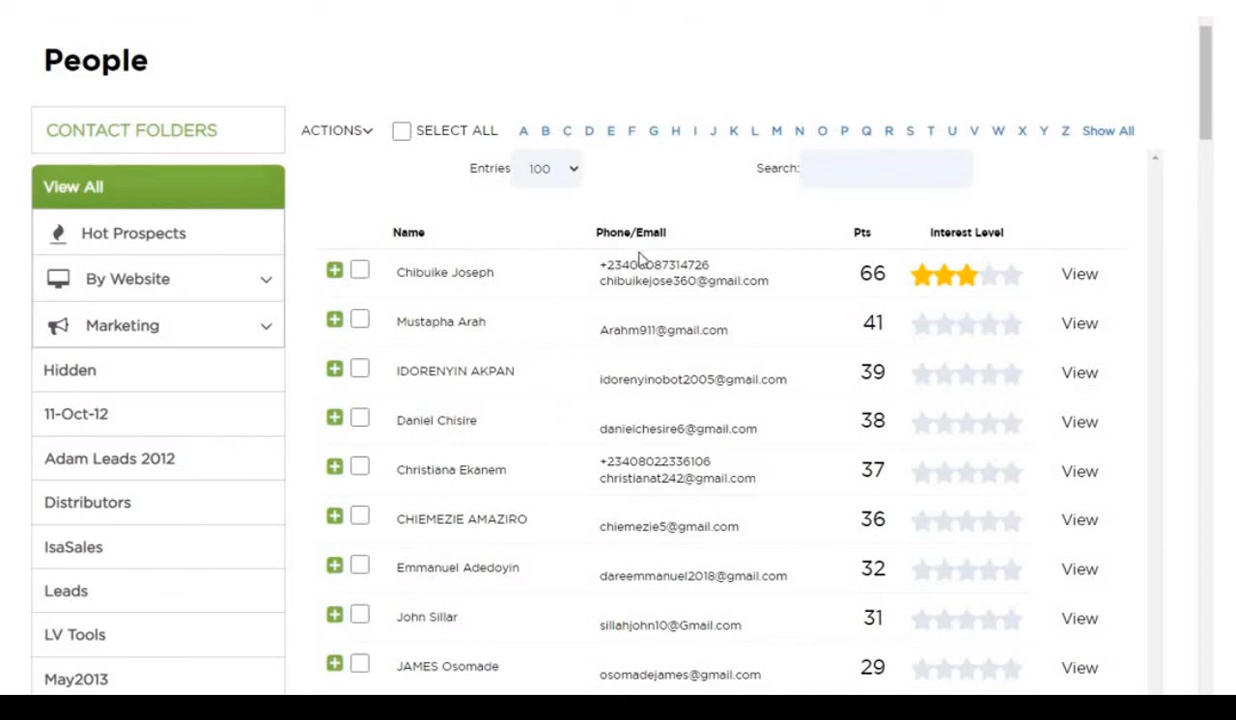 People
CONTACT FOLDERS
View All
Hot Prospects
By Website
Marketing
Hidden
11-Oct-12
Adam Leads 2012
Distributors
IsaSales
Leads
LV Tools
May2013
ACTIONS SELECT ALL A B C D E F G H I J K L M N O P Q R S T U V W X Y Z Show All
Entries 100 Search:
Name Phone/Email Pts Interest Level
Chibuike Joseph 66 View
chibuikejose360@gmail.com
Mustapha Arah Arahm911@gmail.com 41 View
IDORENYIN AKPAN idorenyinobot2005@gmail.com 39 View
Daniel Chisire danielchesire6@gmail.com 38 View
+23408022336106
Christiana Ekanem christianat242@gmail.com 37 View
CHIEMEZIE AMAZIRO chiemezie5@gmail.com 36 View
Emmanuel Adedoyin dareemmanuel2018@gmail.com 32 View
John Sillar sillahjohn10@Gmail.com 31 View
JAMES Osomade osomadejames@gmail.com 29 View